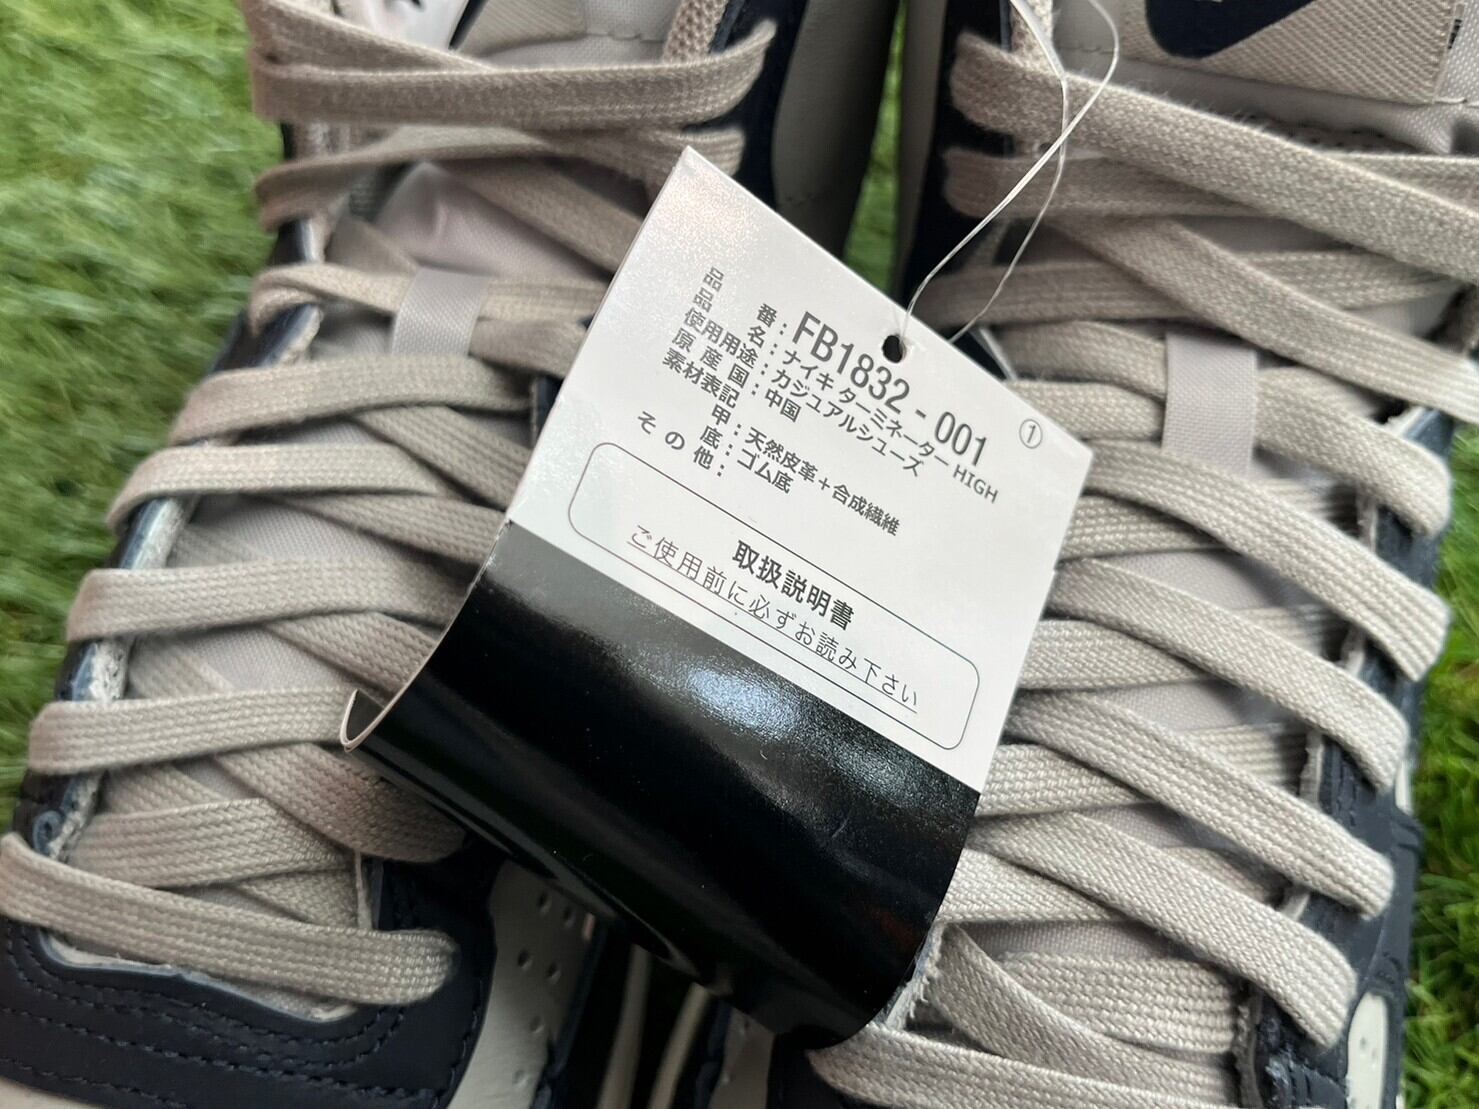 品番：FB1832-001 ①
品名：ナイキ ターミネーター HIGH
使用用途：カジュアルシューズ
原産国：中国
素材表記
甲：天然皮革+合成繊維
底：ゴム底
その他：
取扱説明書
ご使用前に必ずお読み下さい